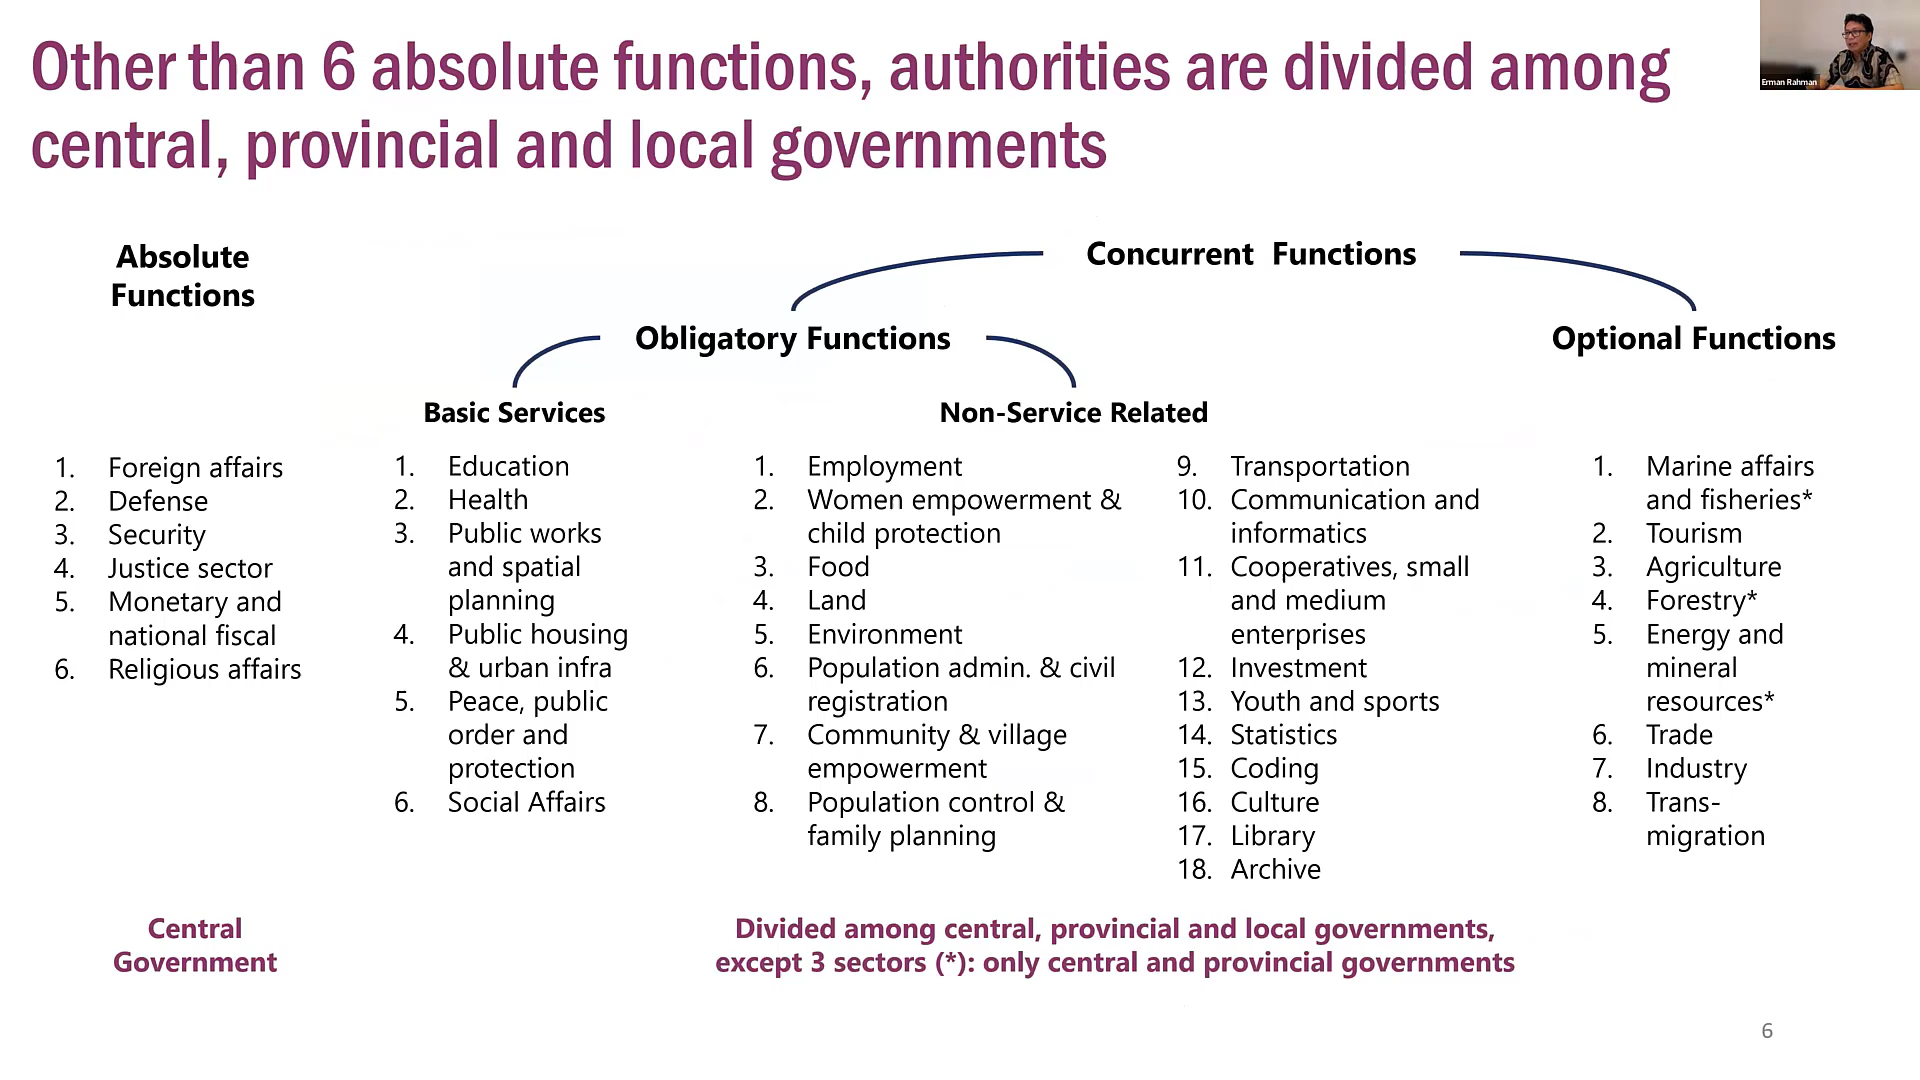 Other than 6 absolute functions, authorities are divided among
central, provincial and local governments
Erman Rahman
Absolute
Functions
Concurrent Functions
Obligatory Functions
Optional Functions
Basic Services
Non-Service Related
1. Foreign affairs
2. Defense
3. Security
4. Justice sector
5. Monetary and
national fiscal
6. Religious affairs
1. Education
2. Health
3. Public works
and spatial
planning
4. Public housing
& urban infra
5. Peace, public
order and
protection
6. Social Affairs
1. Employment
2. Women empowerment &
child protection
3. Food
4. Land
5. Environment
6. Population admin. & civil
registration
7. Community & village
empowerment
8. Population control &
family planning
9. Transportation
10. Communication and
informatics
11. Cooperatives, small
and medium
enterprises
12. Investment
13. Youth and sports
14. Statistics
15. Coding
16. Culture
17. Library
18. Archive
1. Marine affairs
and fisheries*
2. Tourism
3. Agriculture
4. Forestry*
5. Energy and
mineral
resources*
6. Trade
7. Industry
8. Trans-
migration
Central
Government
Divided among central, provincial and local governments,
except 3 sectors (*): only central and provincial governments
6